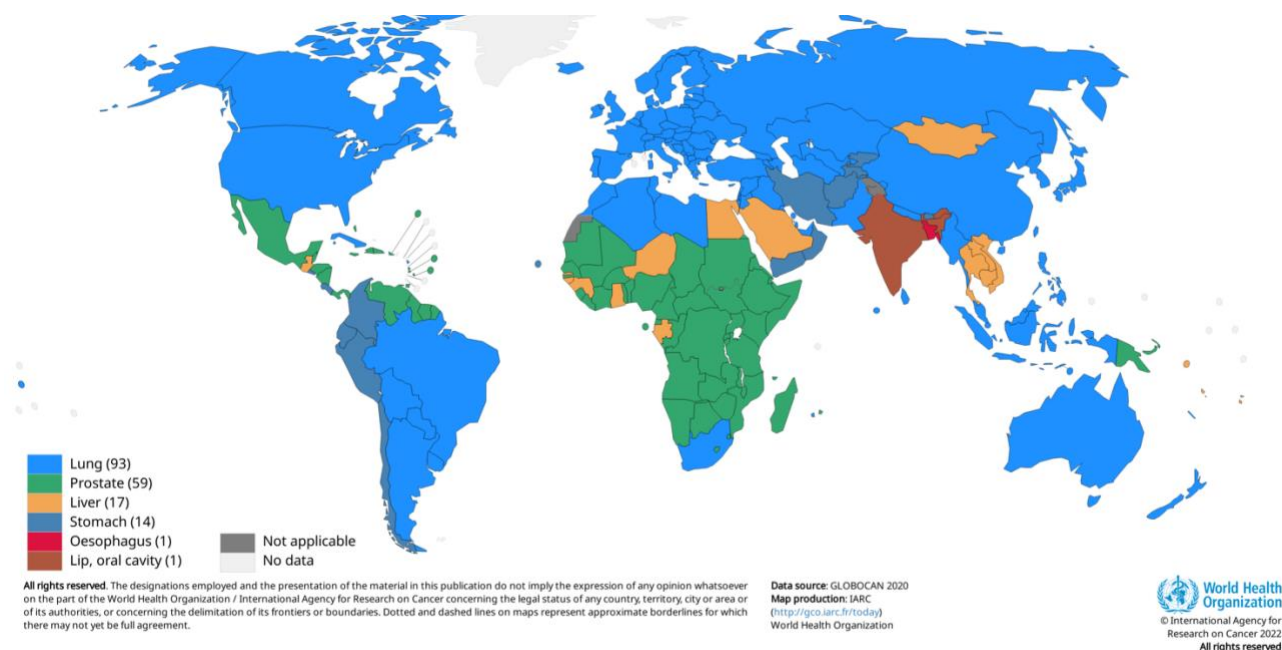 Lung (93)
Prostate (59)
Liver (17)
Stomach (14)
Oesophagus (1)
Lip, oral cavity (1)
Not applicable
No data
All rights reserved. The designations employed and the presentation of the material in this publication do not imply the expression of any opinion whatsoever
on the part of the World Health Organization / International Agency for Research on Cancer concerning the legal status of any country, territory, city or area or
of its authorities, or concerning the delimitation of its frontiers or boundaries. Dotted and dashed lines on maps represent approximate borderlines for which
there may not yet be full agreement.
Data source: GLOBOCAN 2020
Map production: IARC
(http://gco.iarc.fr/today)
World Health Organization
World Health
Organization
© International Agency for
Research on Cancer 2022
All rights reserved